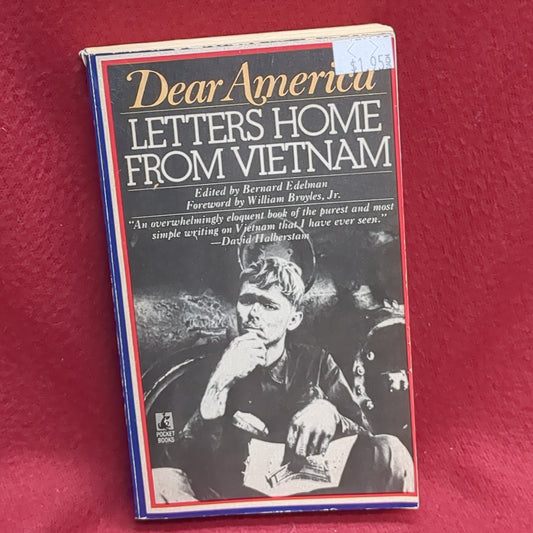 $1.95
Dear America
LETTERS HOME
FROM VIETNAM
Edited by Bernard Edelman
Foreword by William Broyles, Jr.
"An overwhelmingly eloquent book of the purest and most
simple writing on Vietnam that I have ever seen."
—David Halberstam
POCKET
BOOKS